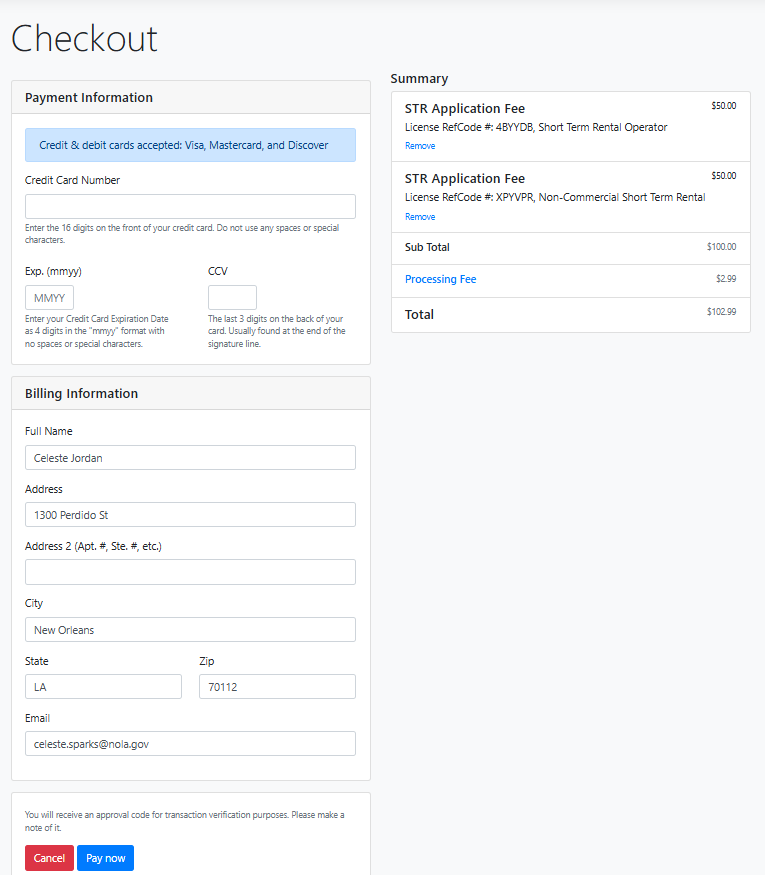 Checkout
Payment Information
Credit & debit cards accepted: Visa, Mastercard, and Discover
Credit Card Number
Enter the 16 digits on the front of your credit card. Do not use any spaces or special
characters.
Exp. (mmyy)
MMYY
Enter your Credit Card Expiration Date
as 4 digits in the "mmyy" format with
no spaces or special characters.
CCV
The last 3 digits on the back of your
card. Usually found at the end of the
signature line.
Billing Information
Full Name
Celeste Jordan
Address
1300 Perdido St
Address 2 (Apt. #, Ste. #, etc.)
City
New Orleans
State
LA
Zip
70112
Email
celeste.sparks@nola.gov
You will receive an approval code for transaction verification purposes. Please make a
note of it.
Cancel
Pay now
Summary
STR Application Fee $50.00
License RefCode #: 4BYYDB, Short Term Rental Operator
Remove
STR Application Fee $50.00
License RefCode #: XPYVPR, Non-Commercial Short Term Rental
Remove
Sub Total $100.00
Processing Fee $2.99
Total $102.99